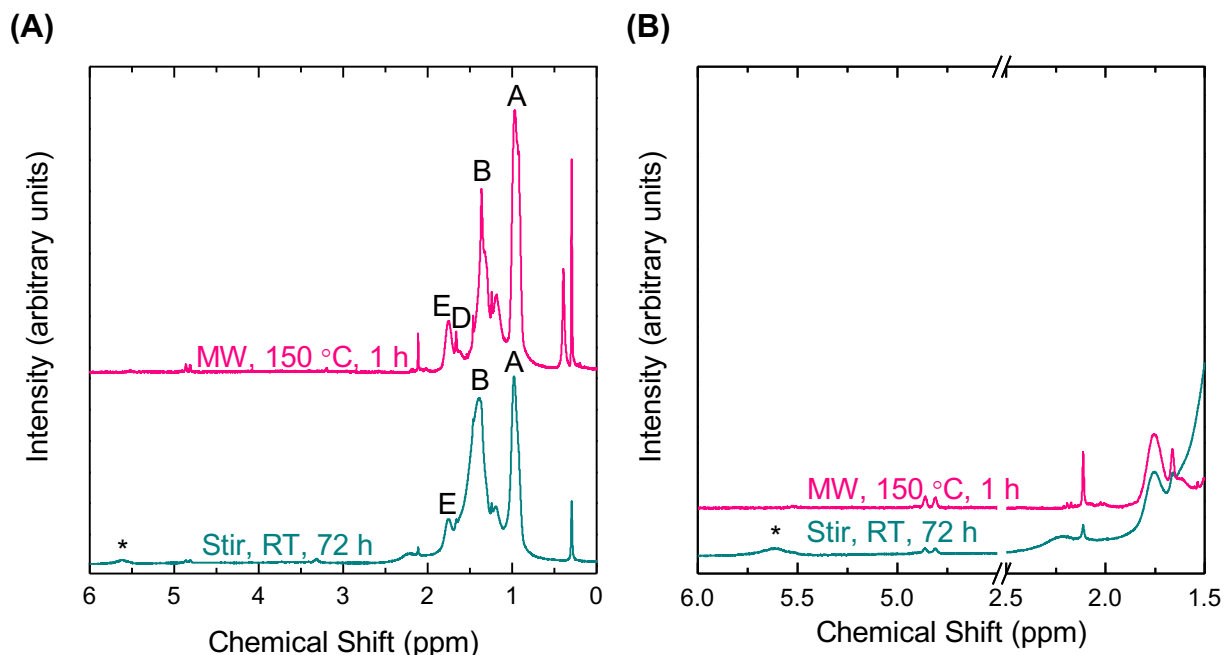 (A)
Intensity (arbitrary units)
A
B
E
D
MW, 150 °C, 1 h
A
B
E
*
Stir, RT, 72 h
6 5 4 3 2 1 0
Chemical Shift (ppm)
(B)
Intensity (arbitrary units)
MW, 150 °C, 1 h
*
Stir, RT, 72 h
6.0 5.5 5.0 2.5 2.0 1.5
Chemical Shift (ppm)